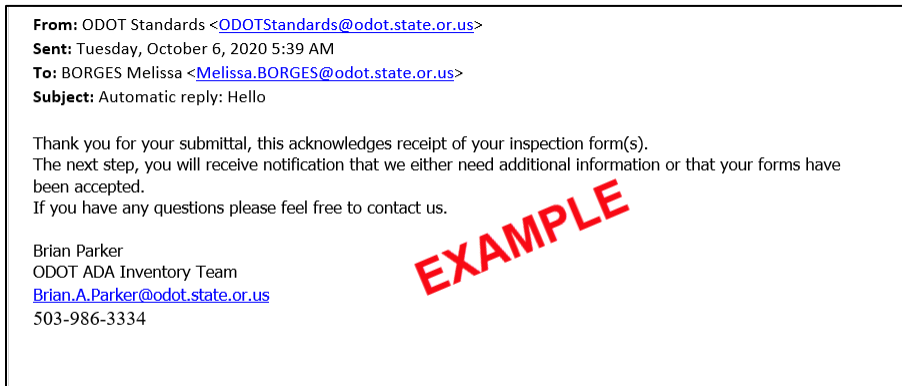 From: ODOT Standards <ODOTStandards@odot.state.or.us>
Sent: Tuesday, October 6, 2020 5:39 AM
To: BORGES Melissa <Melissa.BORGES@odot.state.or.us>
Subject: Automatic reply: Hello
Thank you for your submittal, this acknowledges receipt of your inspection form(s).
The next step, you will receive notification that we either need additional information or that your forms have
been accepted.
If you have any questions please feel free to contact us.
EXAMPLE
Brian Parker
ODOT ADA Inventory Team
Brian.A.Parker@odot.state.or.us
503-986-3334